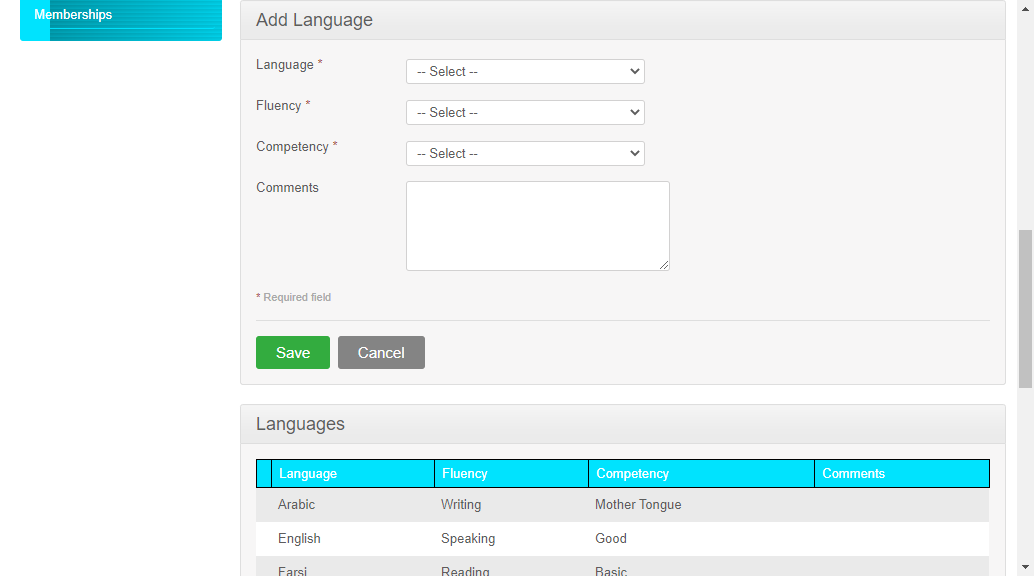 Memberships
Add Language
Language *
-- Select --
Fluency *
-- Select --
Competency *
-- Select --
Comments
* Required field
Save Cancel
Languages
Language Fluency Competency Comments
Arabic Writing Mother Tongue
English Speaking Good
Farsi Reading Basic